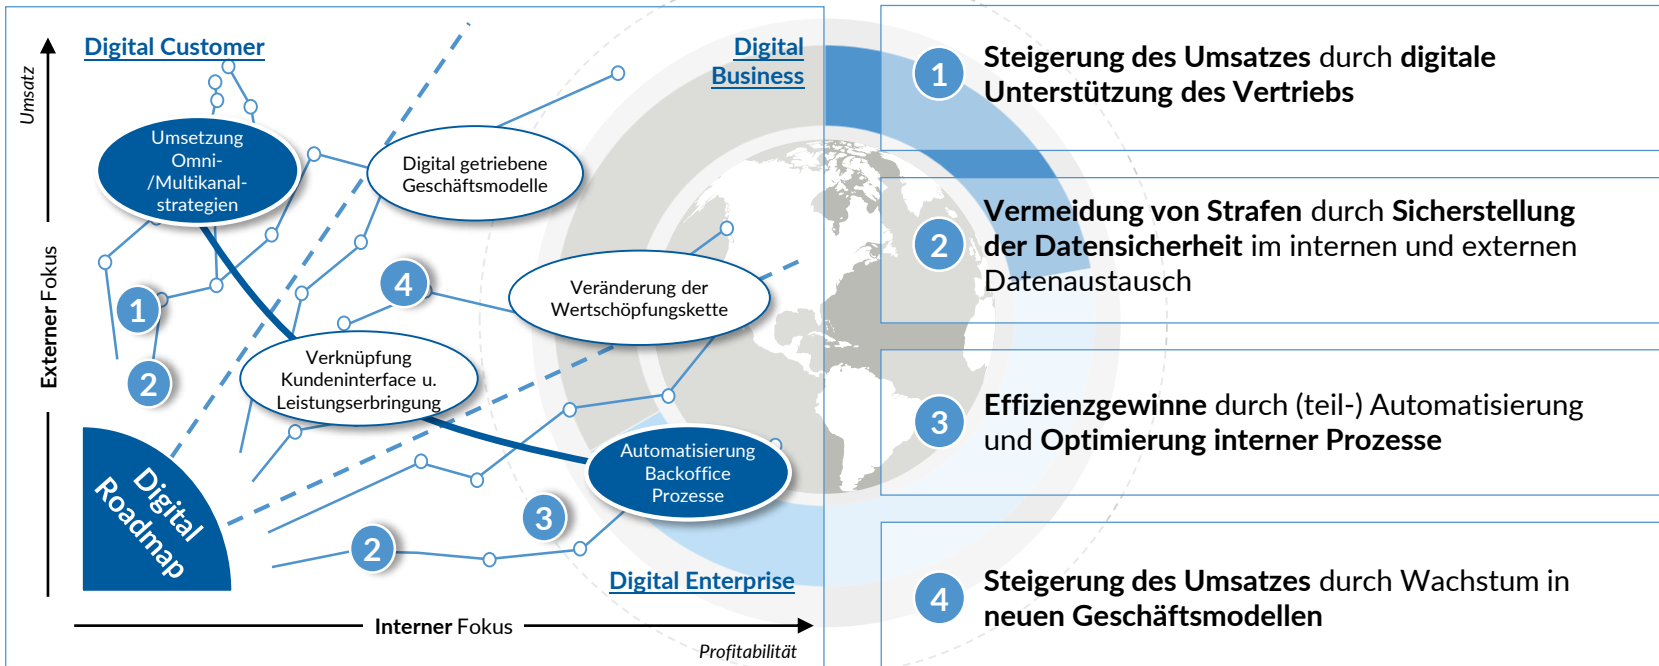 Umsatz
Externer Fokus
Digital Customer
Digital
Business
Umsetzung
Omni-
/Multikanal-
strategien
Digital getriebene
Geschäftsmodelle
4
Veränderung der
Wertschöpfungskette
1
2
Verknüpfung
Kundeninterface u.
Leistungserbringung
Automatisierung
Backoffice
Prozesse
Digital
Roadmap
3
2
Digital Enterprise
Interner Fokus
Profitabilität
1
Steigerung des Umsatzes durch digitale
Unterstützung des Vertriebs
2
Vermeidung von Strafen durch Sicherstellung
der Datensicherheit im internen und externen
Datenaustausch
3
Effizienzgewinne durch (teil-) Automatisierung
und Optimierung interner Prozesse
4
Steigerung des Umsatzes durch Wachstum in
neuen Geschäftsmodellen